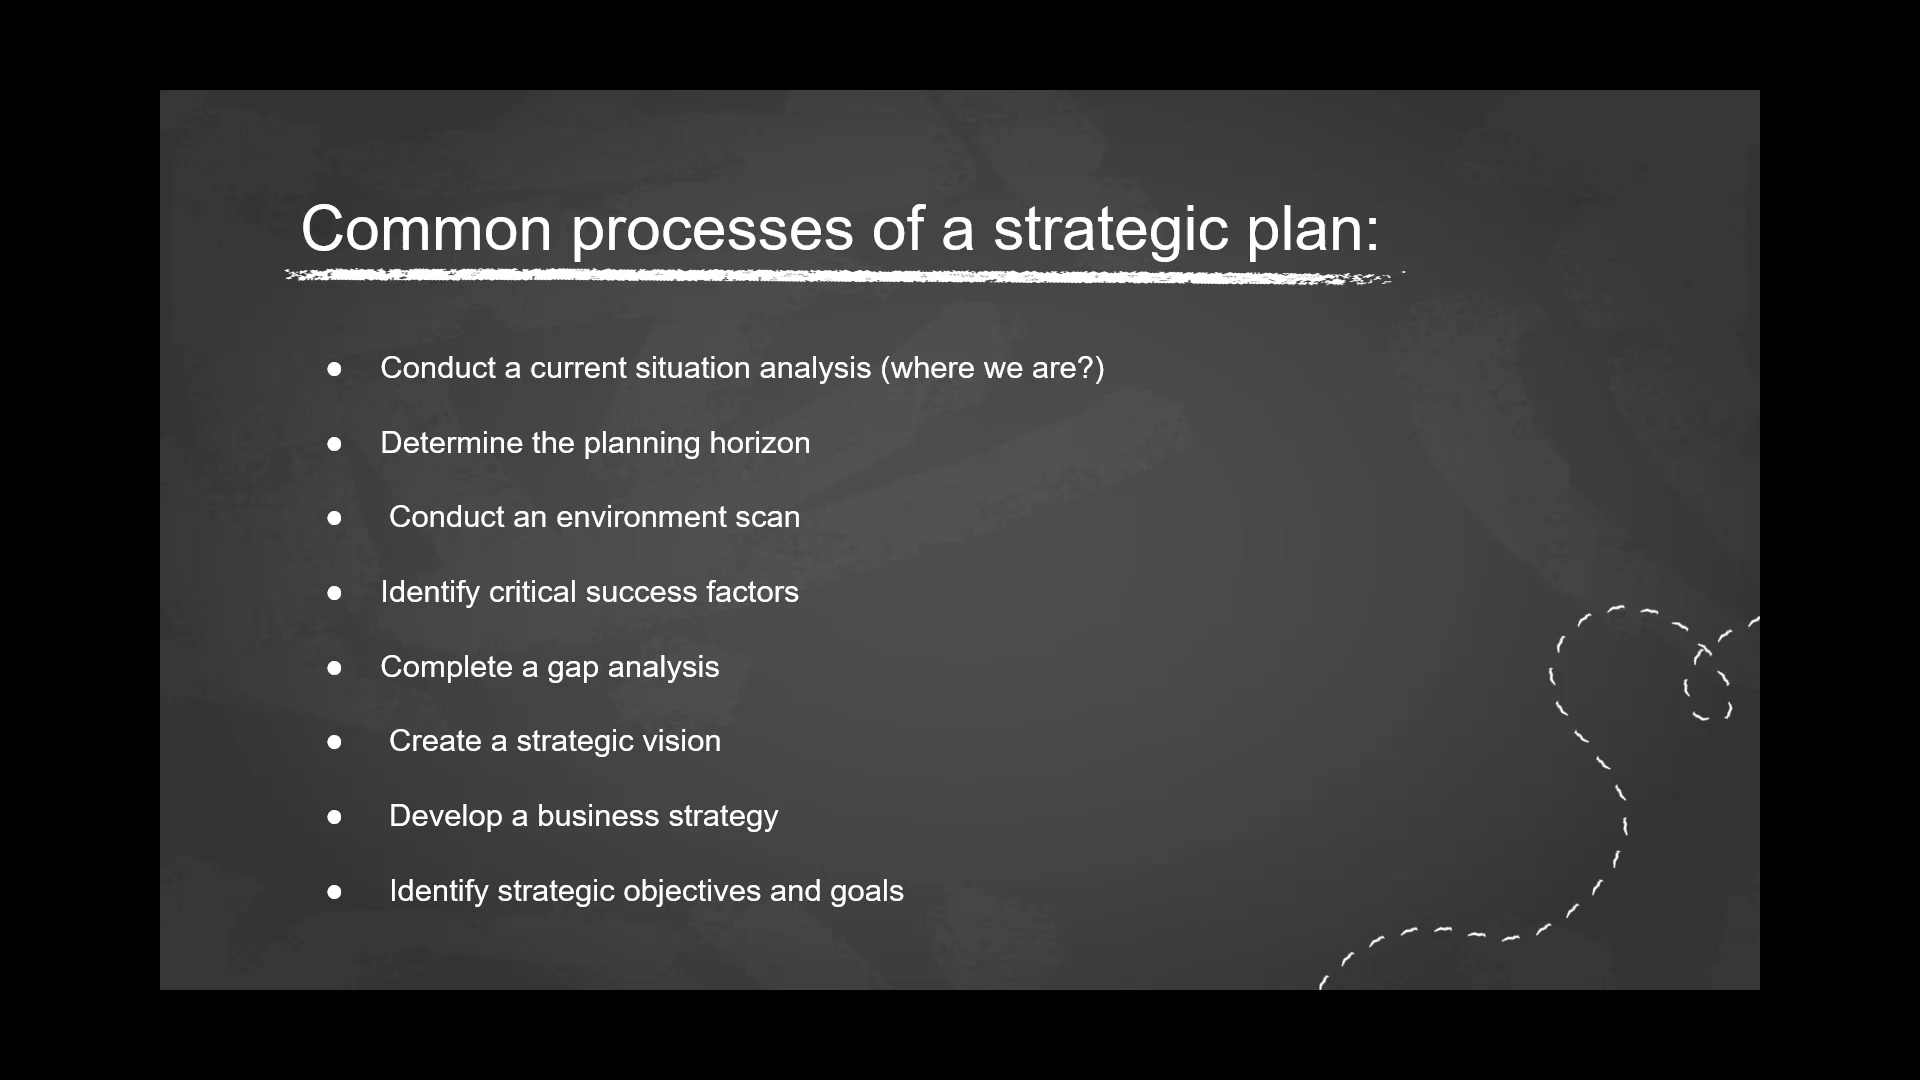 Common processes of a strategic plan:
● Conduct a current situation analysis (where we are?)
● Determine the planning horizon
● Conduct an environment scan
● Identify critical success factors
● Complete a gap analysis
● Create a strategic vision
● Develop a business strategy
● Identify strategic objectives and goals